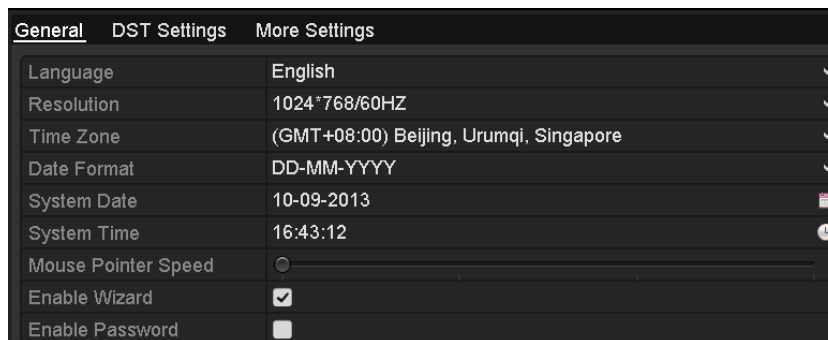 General DST Settings More Settings
Language English
Resolution 1024*768/60HZ
Time Zone (GMT+08:00) Beijing, Urumqi, Singapore
Date Format DD-MM-YYYY
System Date 10-09-2013
System Time 16:43:12
Mouse Pointer Speed
Enable Wizard
Enable Password